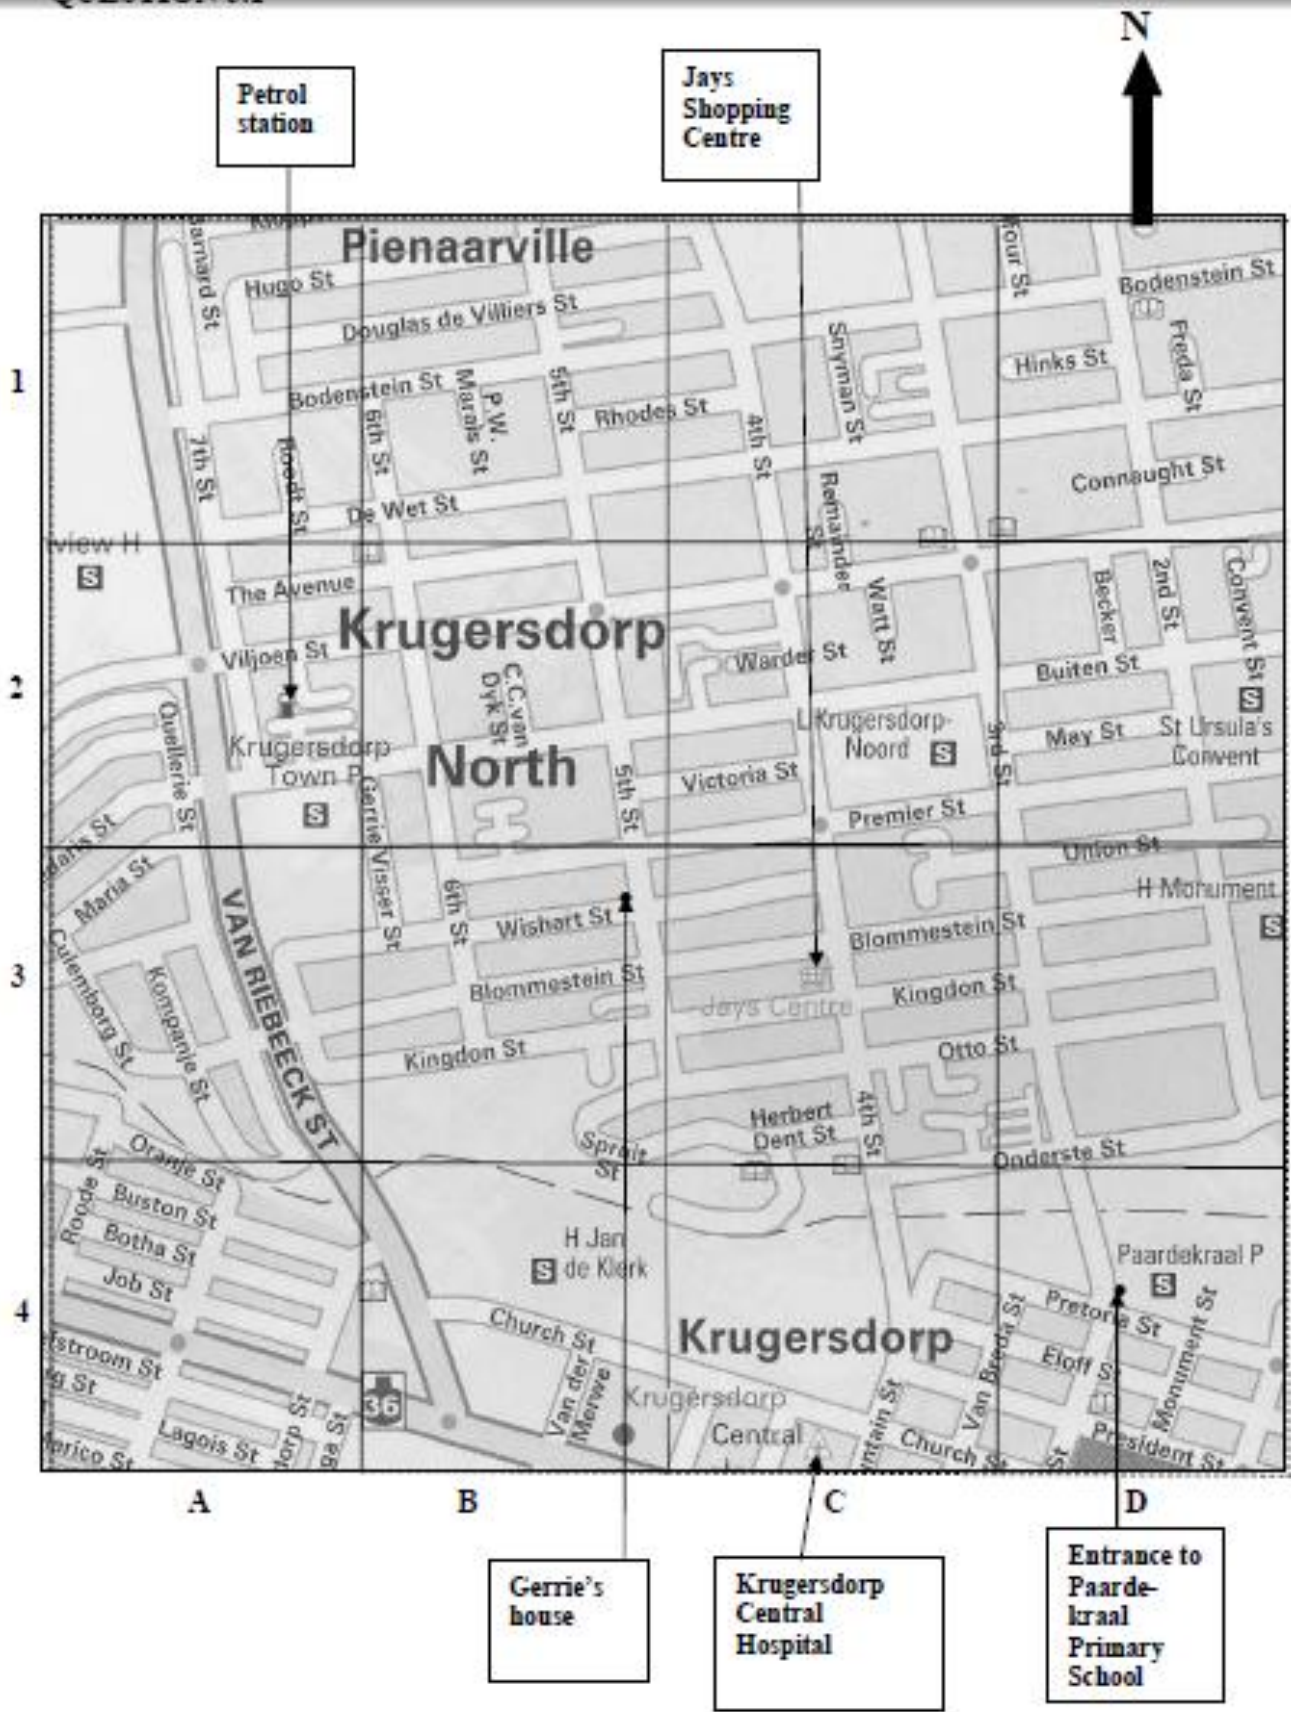 N
Petrol
station
Jays
Shopping
Centre
Pienaarville
Barnard St
Hugo St
Douglas de Villiers St
Bodenstein St
Bodenstein St
Freda St
Hinks St
Snyman St
1
5th St
P.W.
Marais St
6th St
Rhodes St
4th St
7th St
De Wet St
Connaught St
Remainder
St
The Avenue
Krugersdorp
Watt St
Becker
2nd St
Convent St
Viljoen St
Warder St
Buiten St
2
C.C. van
Dyk St
Quellerie St
Krugersdorp
Town P
North
L Krugersdorp-
Noord
3rd St
May St
St Ursula's
Convent
Victoria St
5th St
Gerrie Visser St
Premier St
Union St
Maria St
H Monument
VAN RIEBEECK ST
6th St
Wishart St
Blommestein St
3
Culemborg St
Kompanje St
Blommestein St
Kingdon St
Jays Centre
Kingdon St
Otto St
Herbert
Dent St
4th St
Spruit
St
Onderste St
Oranje St
Roode St
Buston St
Botha St
Job St
H Jan
de Klerk
Paardekraal P
4
Church St
Krugersdorp
Pretoria St
Van Breda St
Eloff S
Monument St
36
Van der
Merwe
Krugersdorp
Central
Lagois St
Church S
President St
A
B
C
D
Gerrie's
house
Krugersdorp
Central
Hospital
Entrance to
Paarde-
kraal
Primary
School